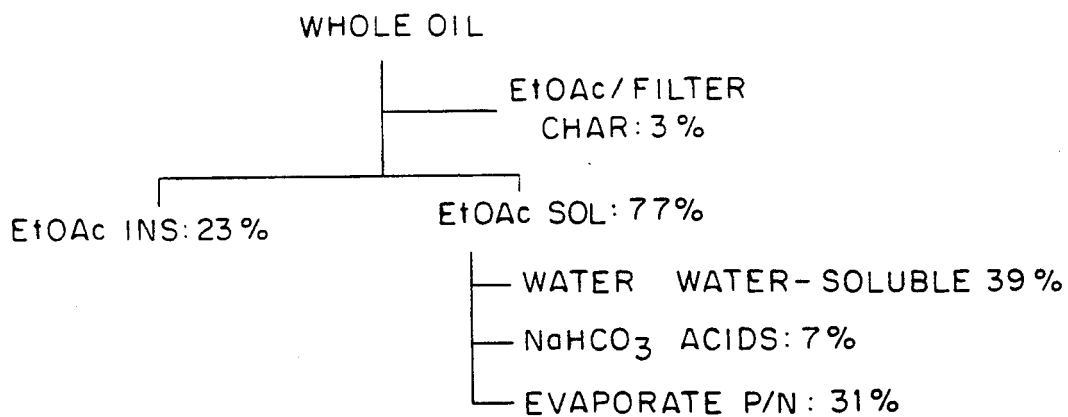 WHOLE OIL
EtOAc/FILTER
CHAR: 3%
EtOAc INS: 23%
EtOAc SOL: 77%
WATER WATER-SOLUBLE 39%
NaHCO3 ACIDS: 7%
EVAPORATE P/N: 31%